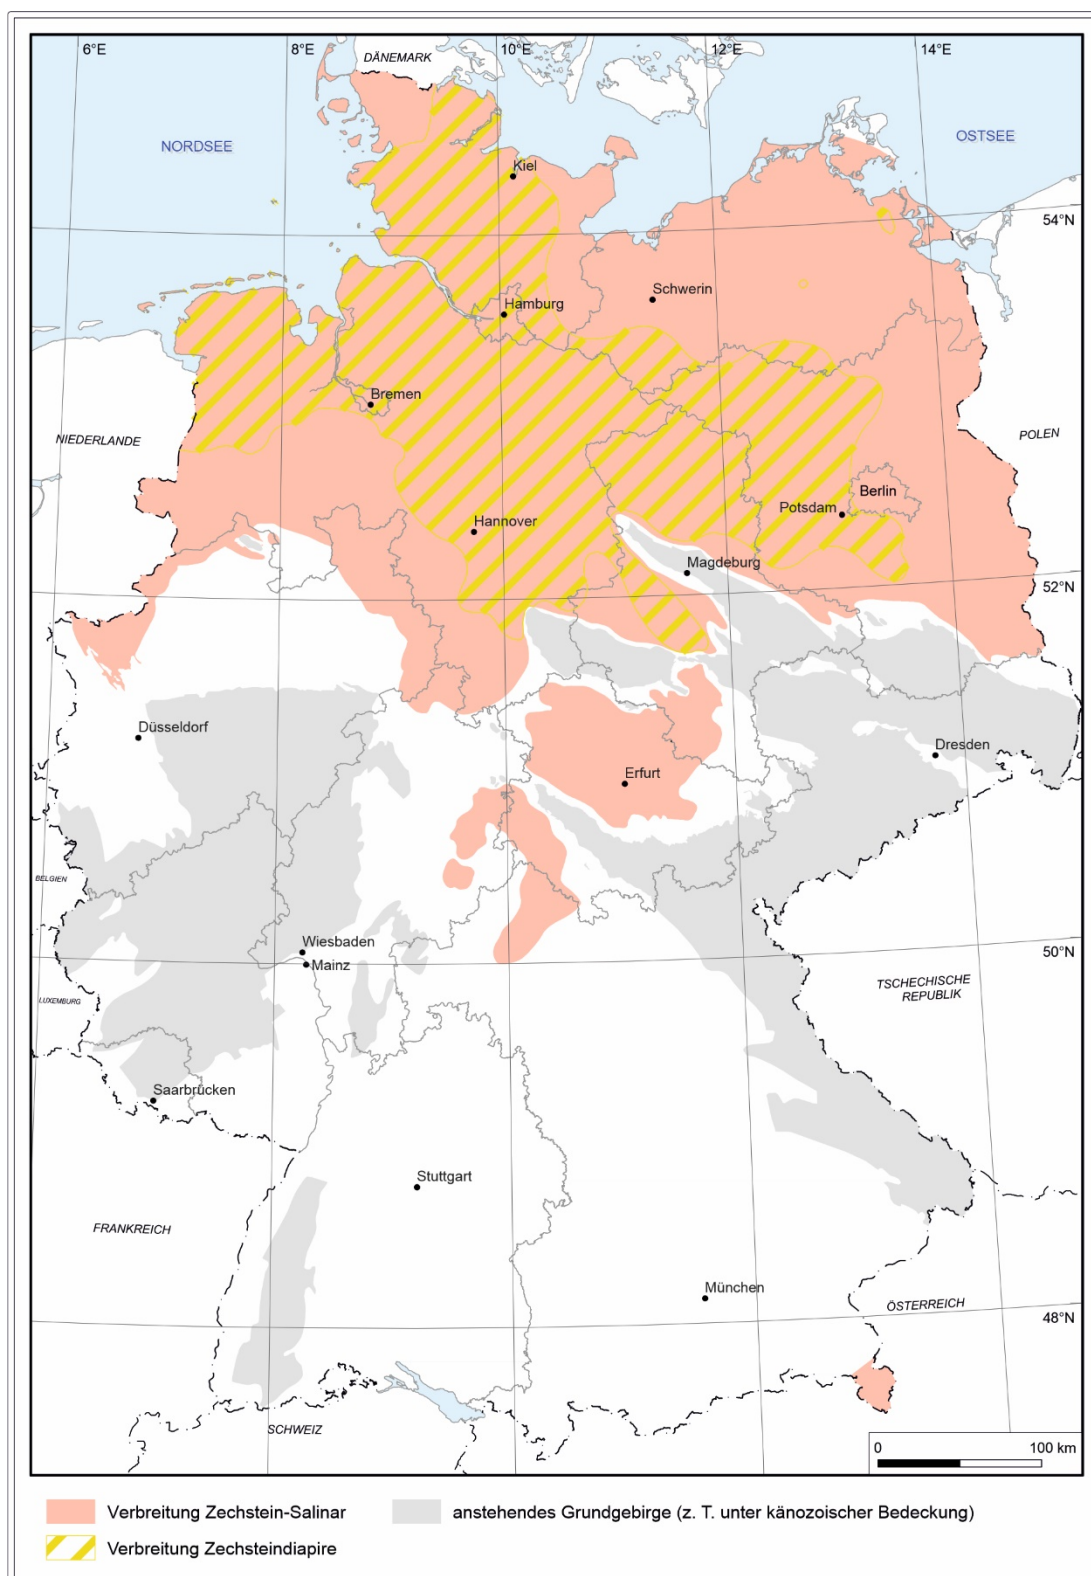 6°E
8°E
10°E
12°E
14°E
DÄNEMARK
NORDSEE
OSTSEE
Kiel
54°N
Schwerin
Hamburg
Bremen
NIEDERLANDE
POLEN
Berlin
Potsdam
Hannover
Magdeburg
52°N
Düsseldorf
Dresden
Erfurt
BELGIEN
Wiesbaden
Mainz
50°N
TSCHECHISCHE
REPUBLIK
LUXEMBURG
Saarbrücken
Stuttgart
FRANKREICH
München
ÖSTERREICH
48°N
SCHWEIZ
0 100 km
Verbreitung Zechstein-Salinar
anstehendes Grundgebirge (z. T. unter känozoischer Bedeckung)
Verbreitung Zechsteindiapire